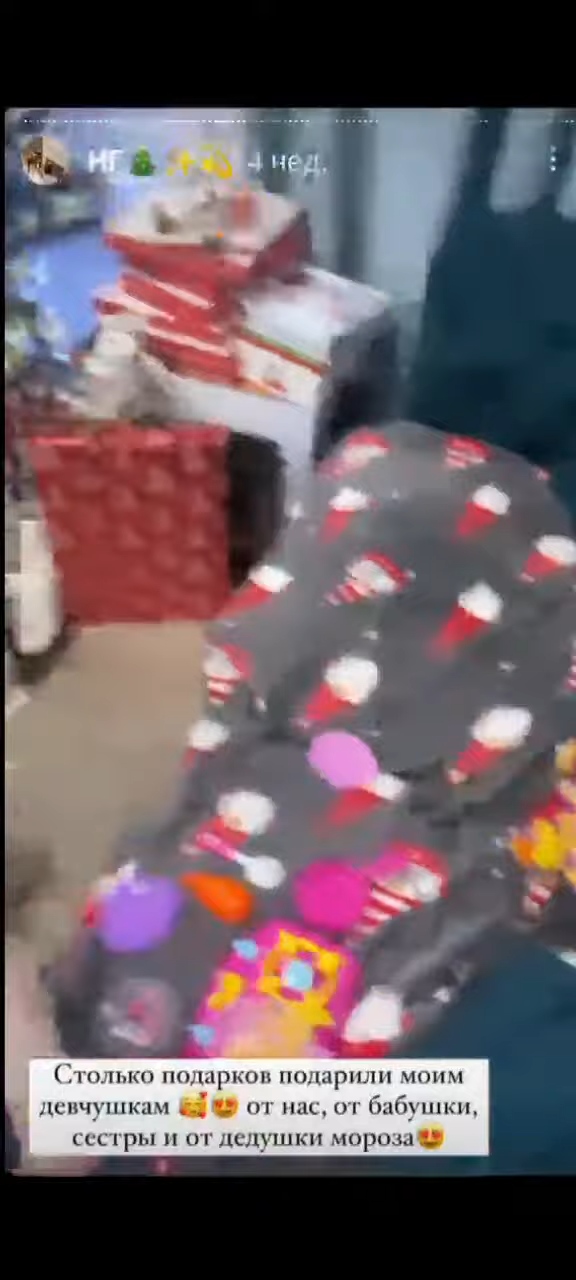 НГ🎄✨💫 4 нед.
Столько подарков подарили моим
девчушкам 🥰😍 от нас, от бабушки,
сестры и от дедушки мороза😍